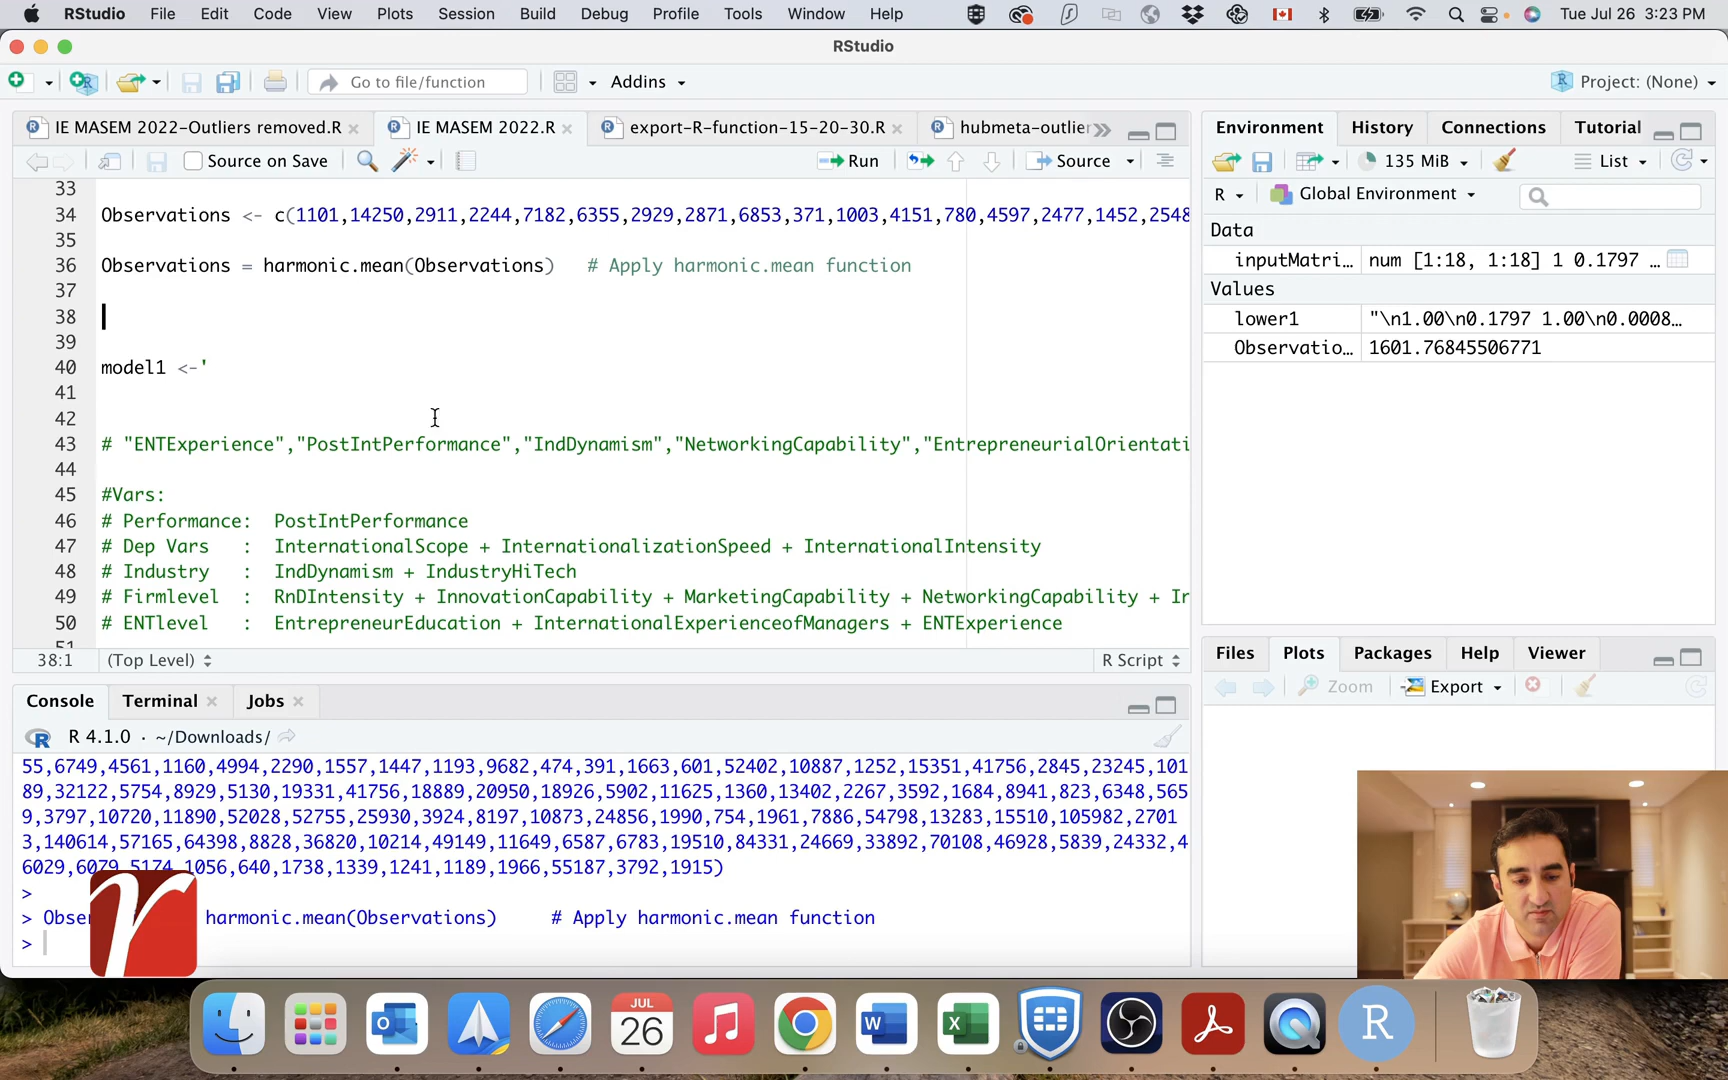 RStudio File Edit Code View Plots Session Build Debug Profile Tools Window Help Tue Jul 26 3:23 PM
RStudio
Go to file/function Addins Project: (None)
IE MASEM 2022-Outliers removed.R IE MASEM 2022.R export-R-function-15-20-30.R hubmeta-outlier
Source on Save Run Source
33
34 Observations <- c(1101,14250,2911,2244,7182,6355,2929,2871,6853,371,1003,4151,780,4597,2477,1452,2548
35
36 Observations = harmonic.mean(Observations) # Apply harmonic.mean function
37
38
39
40 model1 <-'
41
42
43 # "ENTExperience","PostIntPerformance","IndDynamism","NetworkingCapability","EntrepreneurialOrientati
44
45 #Vars:
46 # Performance: PostIntPerformance
47 # Dep Vars : InternationalScope + InternationalizationSpeed + InternationalIntensity
48 # Industry : IndDynamism + IndustryHiTech
49 # Firmlevel : RnDIntensity + InnovationCapability + MarketingCapability + NetworkingCapability + Ir
50 # ENTlevel : EntrepreneurEducation + InternationalExperienceofManagers + ENTExperience
38:1 (Top Level) R Script
Console Terminal Jobs
R 4.1.0 · ~/Downloads/
55,6749,4561,1160,4994,2290,1557,1447,1193,9682,474,391,1663,601,52402,10887,1252,15351,41756,2845,23245,101
89,32122,5754,8929,5130,19331,41756,18889,20950,18926,5902,11625,1360,13402,2267,3592,1684,8941,823,6348,565
9,3797,10720,11890,52028,52755,25930,3924,8197,10873,24856,1990,754,1961,7886,54798,13283,15510,105982,2701
3,140614,57165,64398,8828,36820,10214,49149,11649,6587,6783,19510,84331,24669,33892,70108,46928,5839,24332,4
6029,6079,5174,1056,640,1738,1339,1241,1189,1966,55187,3792,1915)
>
> Obse harmonic.mean(Observations) # Apply harmonic.mean function
>
Environment History Connections Tutorial
135 MiB List
R Global Environment
Data
inputMatri… num [1:18, 1:18] 1 0.1797 …
Values
lower1 "\n1.00\n0.1797 1.00\n0.0008…
Observatio… 1601.76845506771
Files Plots Packages Help Viewer
Zoom Export
JUL
26